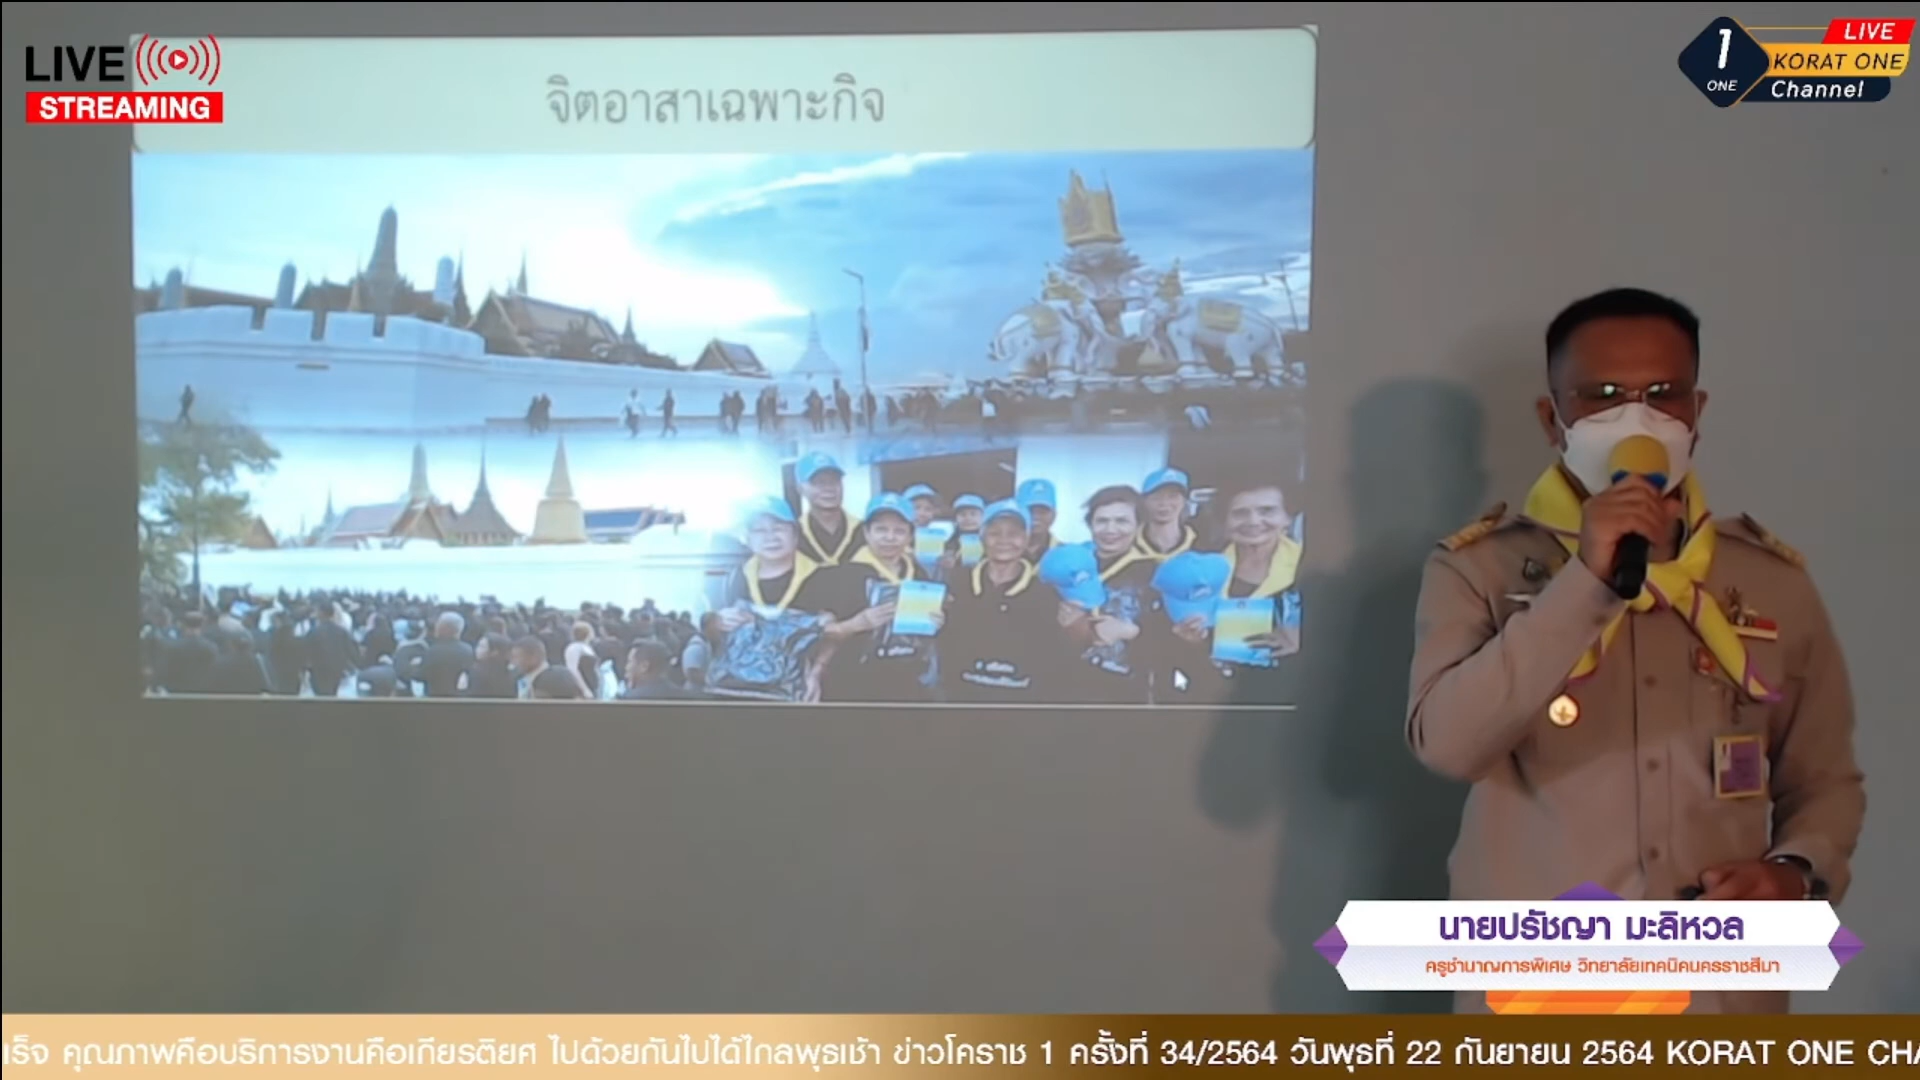 LIVE
STREAMING
1
ONE
LIVE
KORAT ONE
Channel
จิตอาสาเฉพาะกิจ
นายปรัชญา มะลิหวล
ครูชำนาญการพิเศษ วิทยาลัยเทคนิคนครราชสีมา
เร็จ คุณภาพคือบริการงานคือเกียรติยศ ไปด้วยกันไปได้ไกลพุธเช้า ข่าวโคราช 1 ครั้งที่ 34/2564 วันพุธที่ 22 กันยายน 2564 KORAT ONE CHA